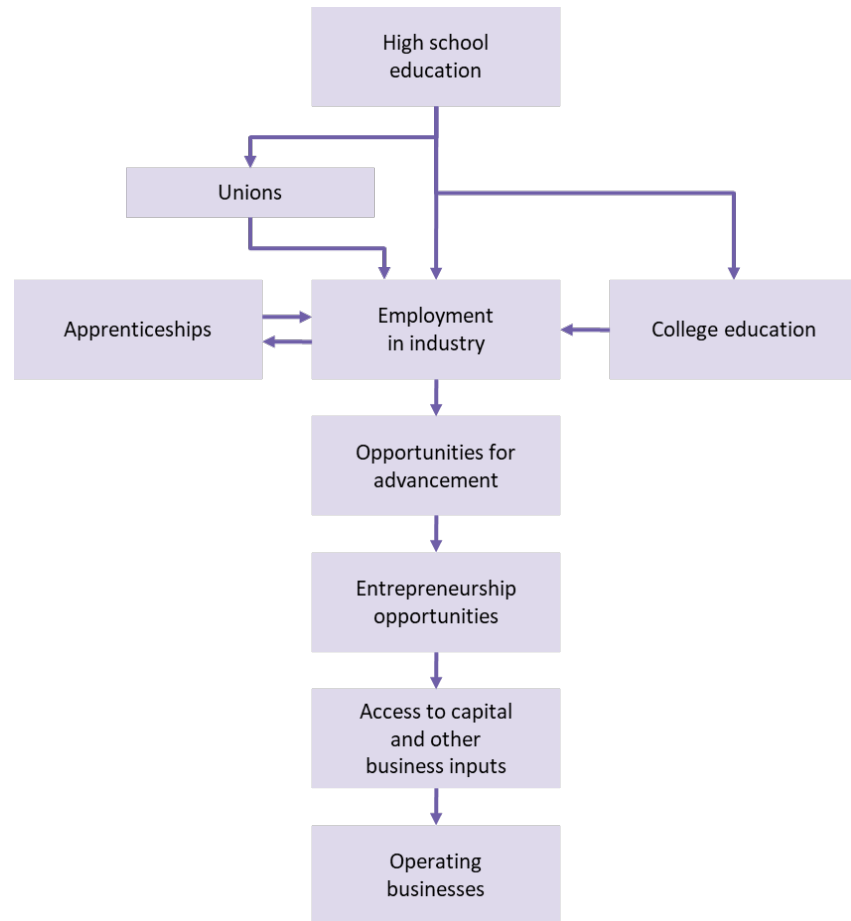 High school
education
Unions
Apprenticeships
Employment
in industry
College education
Opportunities for
advancement
Entrepreneurship
opportunities
Access to capital
and other
business inputs
Operating
businesses